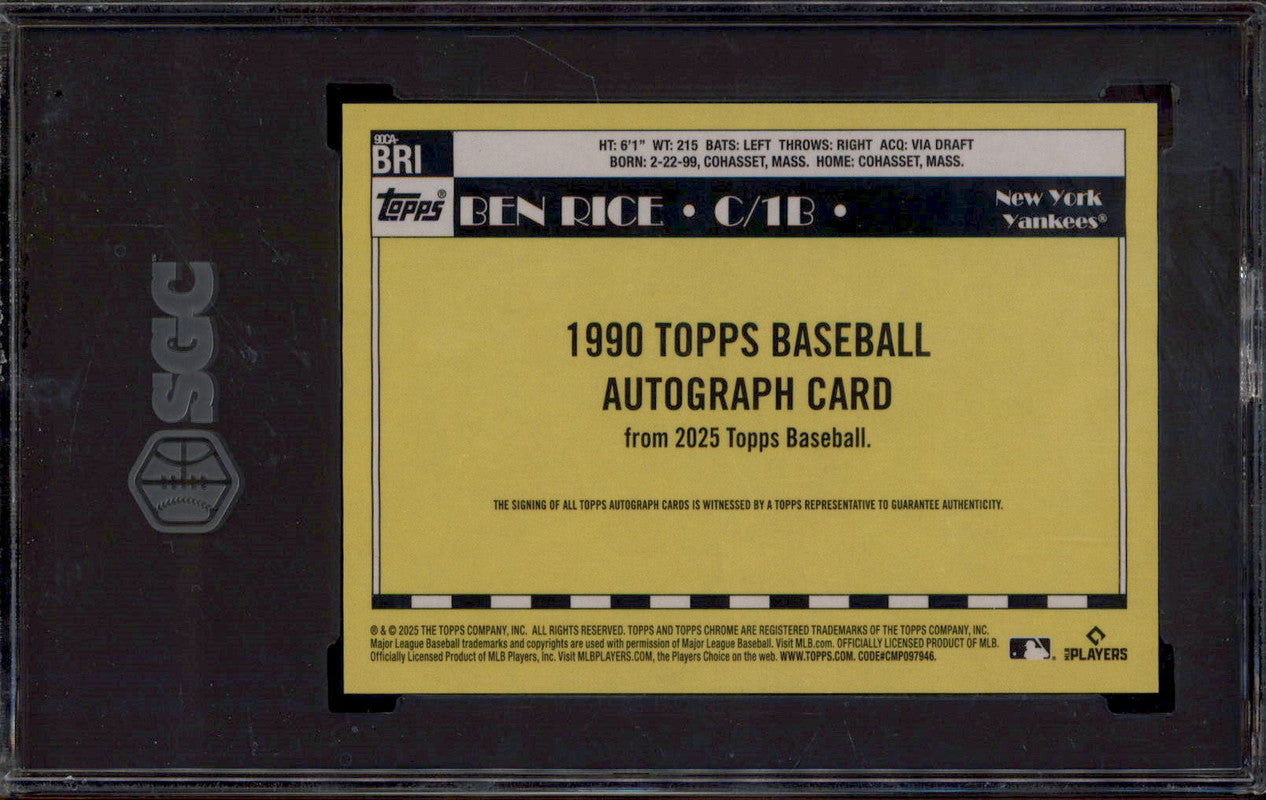 SGC
90CA-
BRI
HT: 6'1" WT: 215 BATS: LEFT THROWS: RIGHT ACQ: VIA DRAFT
BORN: 2-22-99, COHASSET, MASS. HOME: COHASSET, MASS.
topps®
BEN RICE • C/1B •
New York
Yankees®
1990 TOPPS BASEBALL
AUTOGRAPH CARD
from 2025 Topps Baseball.
THE SIGNING OF ALL TOPPS AUTOGRAPH CARDS IS WITNESSED BY A TOPPS REPRESENTATIVE TO GUARANTEE AUTHENTICITY.
® & © 2025 THE TOPPS COMPANY, INC. ALL RIGHTS RESERVED. TOPPS AND TOPPS CHROME ARE REGISTERED TRADEMARKS OF THE TOPPS COMPANY, INC.
Major League Baseball trademarks and copyrights are used with permission of Major League Baseball. Visit MLB.com. OFFICIALLY LICENSED PRODUCT OF MLB.
Officially Licensed Product of MLB Players, Inc. Visit MLBPLAYERS.COM, the Players Choice on the web. WWW.TOPPS.COM. CODE#CMP097946.
MLB PLAYERS